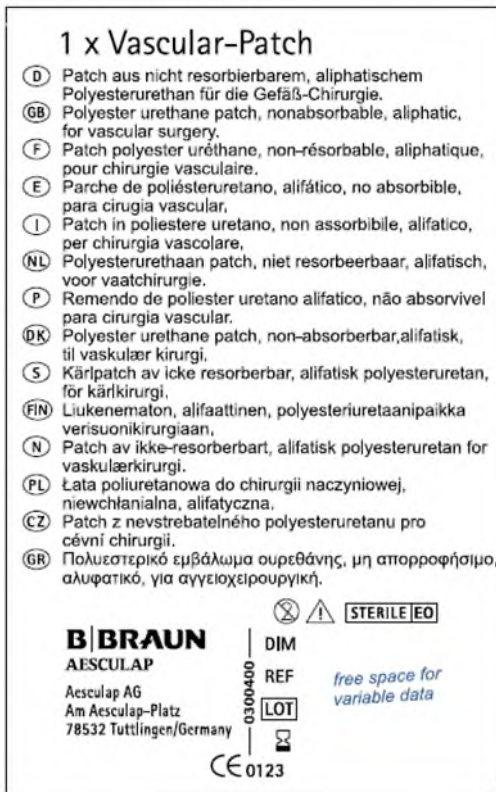 1 x Vascular-Patch
D Patch aus nicht resorbierbarem, aliphatischem
Polyesterurethan für die Gefäß-Chirurgie.
GB Polyester urethane patch, nonabsorbable, aliphatic,
for vascular surgery.
F Patch polyester uréthane, non-résorbable, aliphatique,
pour chirurgie vasculaire.
E Parche de poliésteruretano, alifático, no absorbible,
para cirugia vascular,
I Patch in poliestere uretano, non assorbibile, alifatico,
per chirurgia vascolare,
NL Polyesterurethaan patch, niet resorbeerbaar, alifatisch,
voor vaatchirurgie.
P Remendo de poliester uretano alifatico, não absorvivel
para cirurgia vascular.
DK Polyester urethane patch, non-absorberbar,alifatisk,
til vaskulær kirurgi,
S Kärlpatch av icke resorberbar, alifatisk polyesteruretan,
för kärlkirurgi,
FIN Liukenematon, alifaattinen, polyesteriuretaanipaikka
verisuonikirurgiaan,
N Patch av ikke-resorberbart, alifatisk polyesteruretan for
vaskulærkirurgi.
PL Łata poliuretanowa do chirurgii naczyniowej,
niewchłanialna, alifatyczna.
CZ Patch z nevstrebatelného polyesteruretanu pro
cévní chirurgii.
GR Πολυεστερικό εμβάλωμα ουρεθάνης, μη απορροφήσιμο,
αλυφατικό, για αγγειοχειρουργική.
2 STERILE EO
B|BRAUN
AESCULAP
Aesculap AG
Am Aesculap-Platz
78532 Tuttlingen/Germany
0300400
DIM
REF
LOT
free space for
variable data
CE 0123